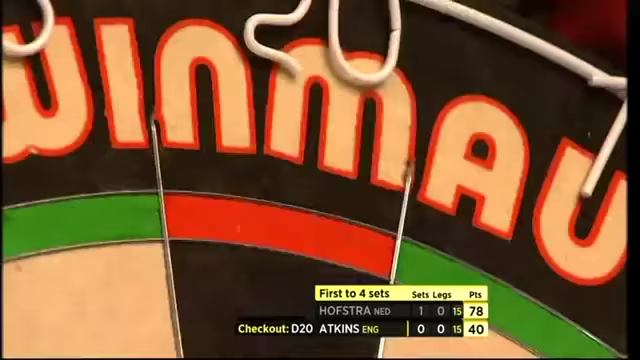 WINMAU
First to 4 sets Sets Legs Pts
HOFSTRA NED 1 0 15 78
Checkout: D20 ATKINS ENG 0 0 15 40